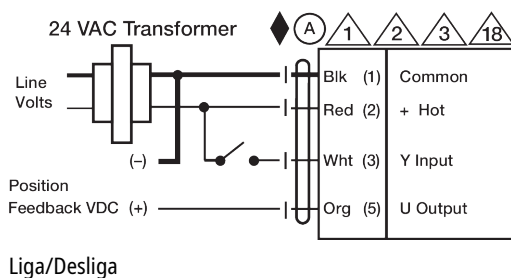 24 VAC Transformer
A 1 2 3 18
Line
Volts
Blk (1) Common
Red (2) + Hot
(–) Wht (3) Y Input
Position
Feedback VDC (+) Org (5) U Output
Liga/Desliga